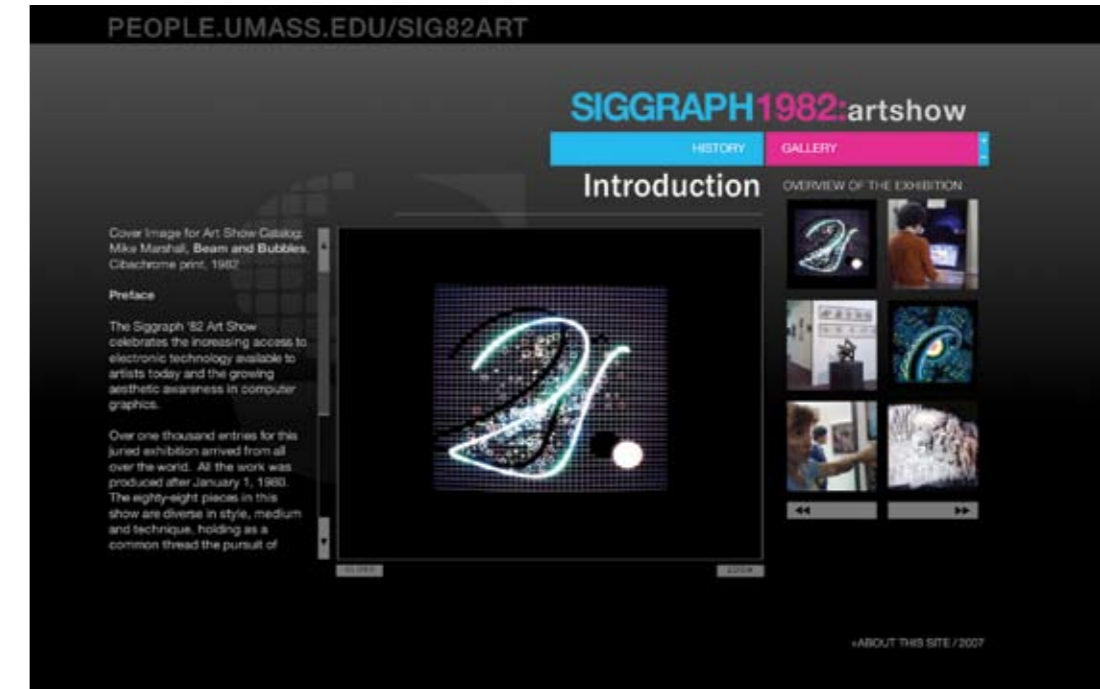 PEOPLE.UMASS.EDU/SIG82ART
SIGGRAPH1982:artshow
HISTORY
GALLERY
Introduction
OVERVIEW OF THE EXHIBITION
Cover Image for Art Show Catalog:
Mike Marshall, Beam and Bubbles,
Cibachrome print, 1982
Preface
The Siggraph '82 Art Show
celebrates the increasing access to
electronic technology available to
artists today and the growing
aesthetic awareness in computer
graphics.
Over one thousand entries for this
juried exhibition arrived from all
over the world. All the work was
produced after January 1, 1980.
The eighty-eight pieces in this
show are diverse in style, medium
and technique, holding as a
common thread the pursuit of
+ABOUT THIS SITE / 2007